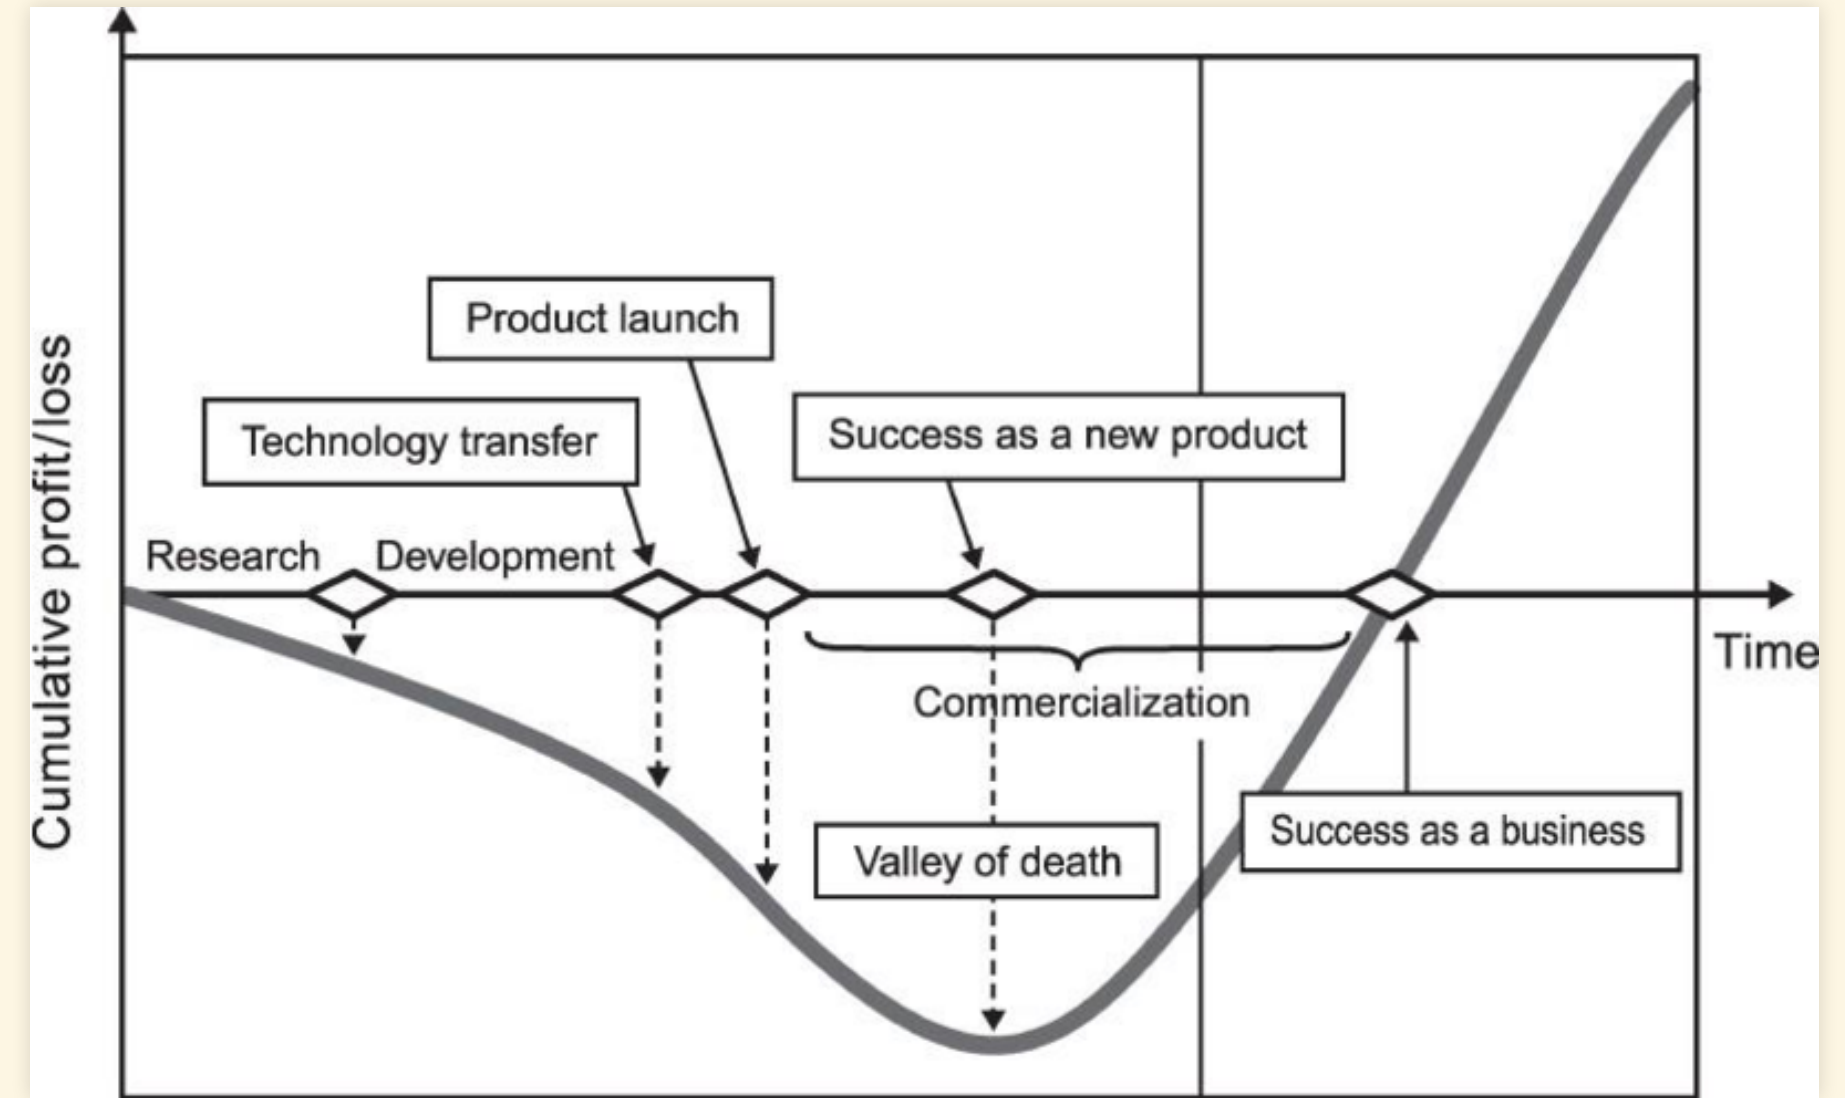 Product launch
Technology transfer
Success as a new product
Research
Development
Cumulative profit/loss
Time
Commercialization
Valley of death
Success as a business